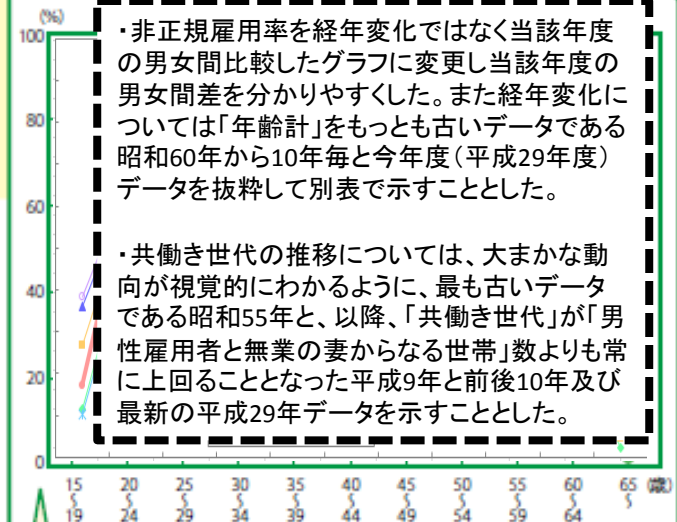 (%)
100
80
60
40
20
0
・非正規雇用率を経年変化ではなく当該年度
の男女間比較したグラフに変更し当該年度の
男女間差を分かりやすくした。また経年変化に
ついては「年齢計」をもっとも古いデータである
昭和60年から10年毎と今年度(平成29年度)
データを抜粋して別表で示すこととした。
・共働き世代の推移については、大まかな動
向が視覚的にわかるように、最も古いデータ
である昭和55年と、以降、「共働き世代」が「男
性雇用者と無業の妻からなる世帯」数よりも常
に上回ることとなった平成9年と前後10年及び
最新の平成29年データを示すこととした。
15 20 25 30 35 40 45 50 55 60 65 (歳)
〜 〜 〜 〜 〜 〜 〜 〜 〜 〜 〜
19 24 29 34 39 44 49 54 59 64